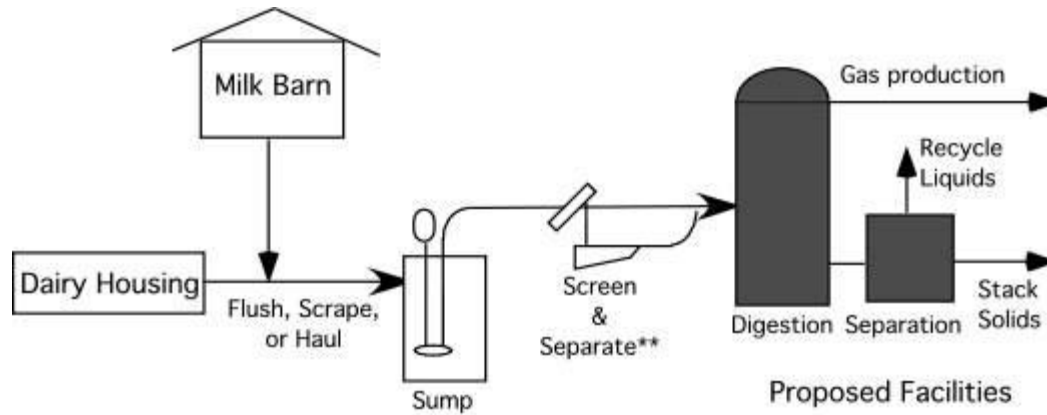 Milk Barn
Gas production
Recycle
Liquids
Dairy Housing
Flush, Scrape,
or Haul
Sump
Screen
&
Separate**
Digestion
Separation
Stack
Solids
Proposed Facilities